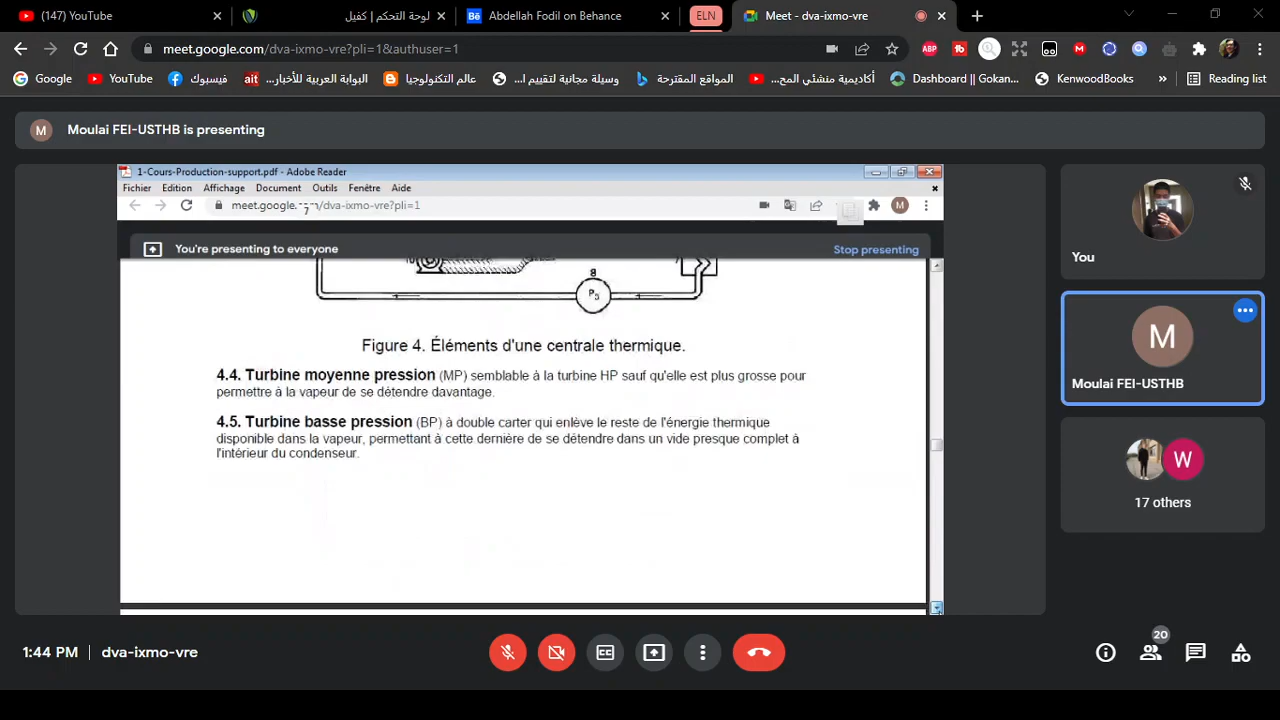 (147) YouTube
لوحة التحكم | كفيل
Bē
Abdellah Fodil on Behance
ELN
Meet - dva-ixmo-vre
meet.google.com/dva-ixmo-vre?pli=1&authuser=1
ABP
Google
YouTube
فيسبوك
ait
البوابة العربية للأخبار...
عالم التكنولوجيا
وسيلة مجانية لتقييم ا...
المواقع المقترحة
أكاديمية منشئي المح...
Dashboard || Gokan...
KenwoodBooks
»
Reading list
M
Moulai FEI-USTHB is presenting
1-Cours-Production-support.pdf - Adobe Reader
Fichier Edition Affichage Document Outils Fenêtre Aide
M
You're presenting to everyone
Stop presenting
8
P3
Figure 4. Éléments d'une centrale thermique.
4.4. Turbine moyenne pression (MP) semblable à la turbine HP sauf qu'elle est plus grosse pour
permettre à la vapeur de se détendre davantage.
4.5. Turbine basse pression (BP) à double carter qui enlève le reste de l'énergie thermique
disponible dans la vapeur, permettant à cette dernière de se détendre dans un vide presque complet à
l'intérieur du condenseur.
You
M
Moulai FEI-USTHB
W
17 others
1:44 PM | dva-ixmo-vre
CC
20